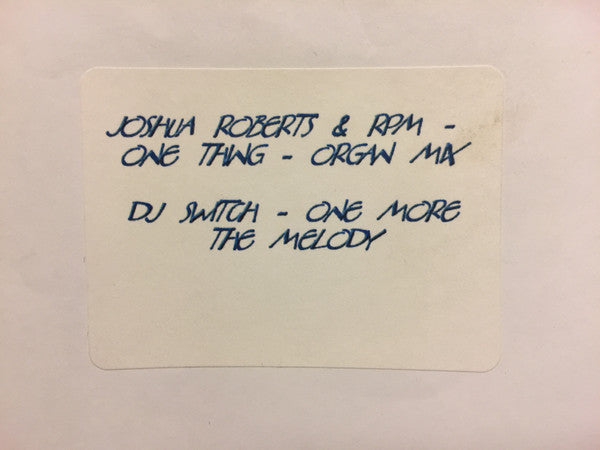 JOSHUA ROBERTS & RPM -
ONE THING - ORGAN MIX
DJ SWITCH - ONE MORE
THE MELODY